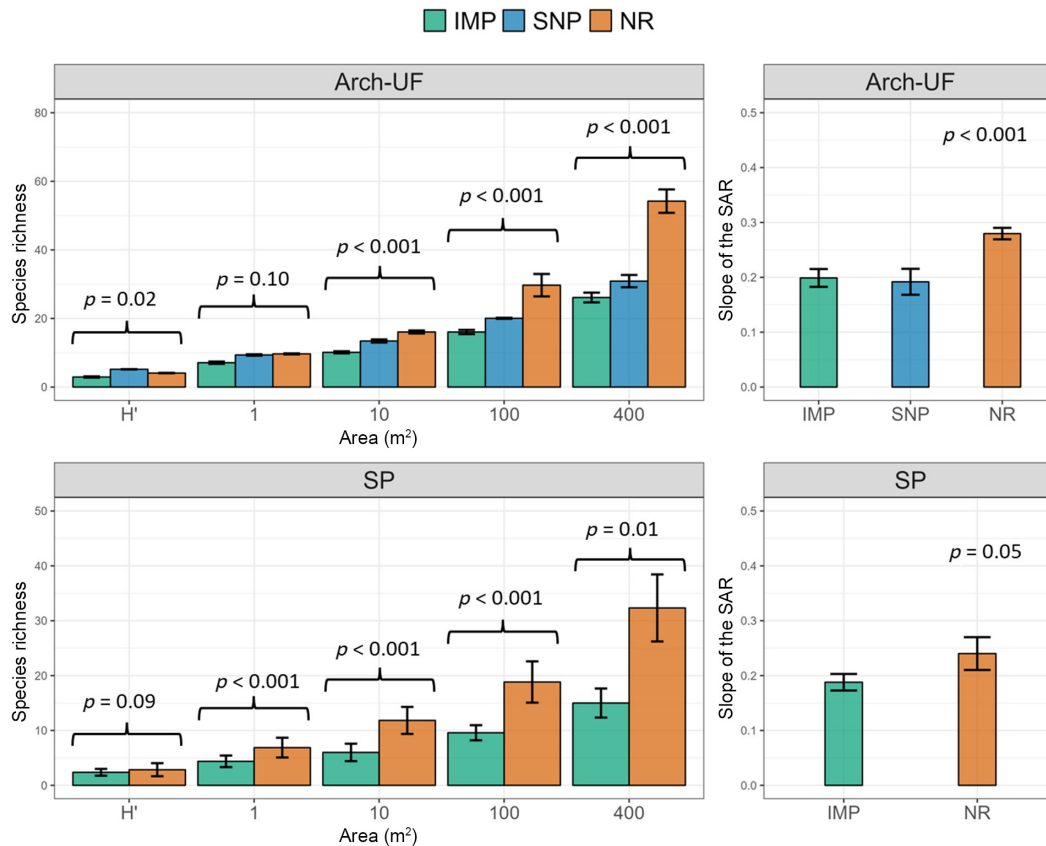 IMP SNP NR
Arch-UF
Species richness
80
60
40
20
0
p = 0.02
p = 0.10
p < 0.001
p < 0.001
p < 0.001
H' 1 10 100 400
Area (m²)
Arch-UF
Slope of the SAR
0.5
0.4
0.3
0.2
0.1
0.0
p < 0.001
IMP SNP NR
SP
Species richness
50
40
30
20
10
0
p = 0.09
p < 0.001
p < 0.001
p < 0.001
p = 0.01
H' 1 10 100 400
Area (m²)
SP
Slope of the SAR
0.5
0.4
0.3
0.2
0.1
0.0
p = 0.05
IMP NR